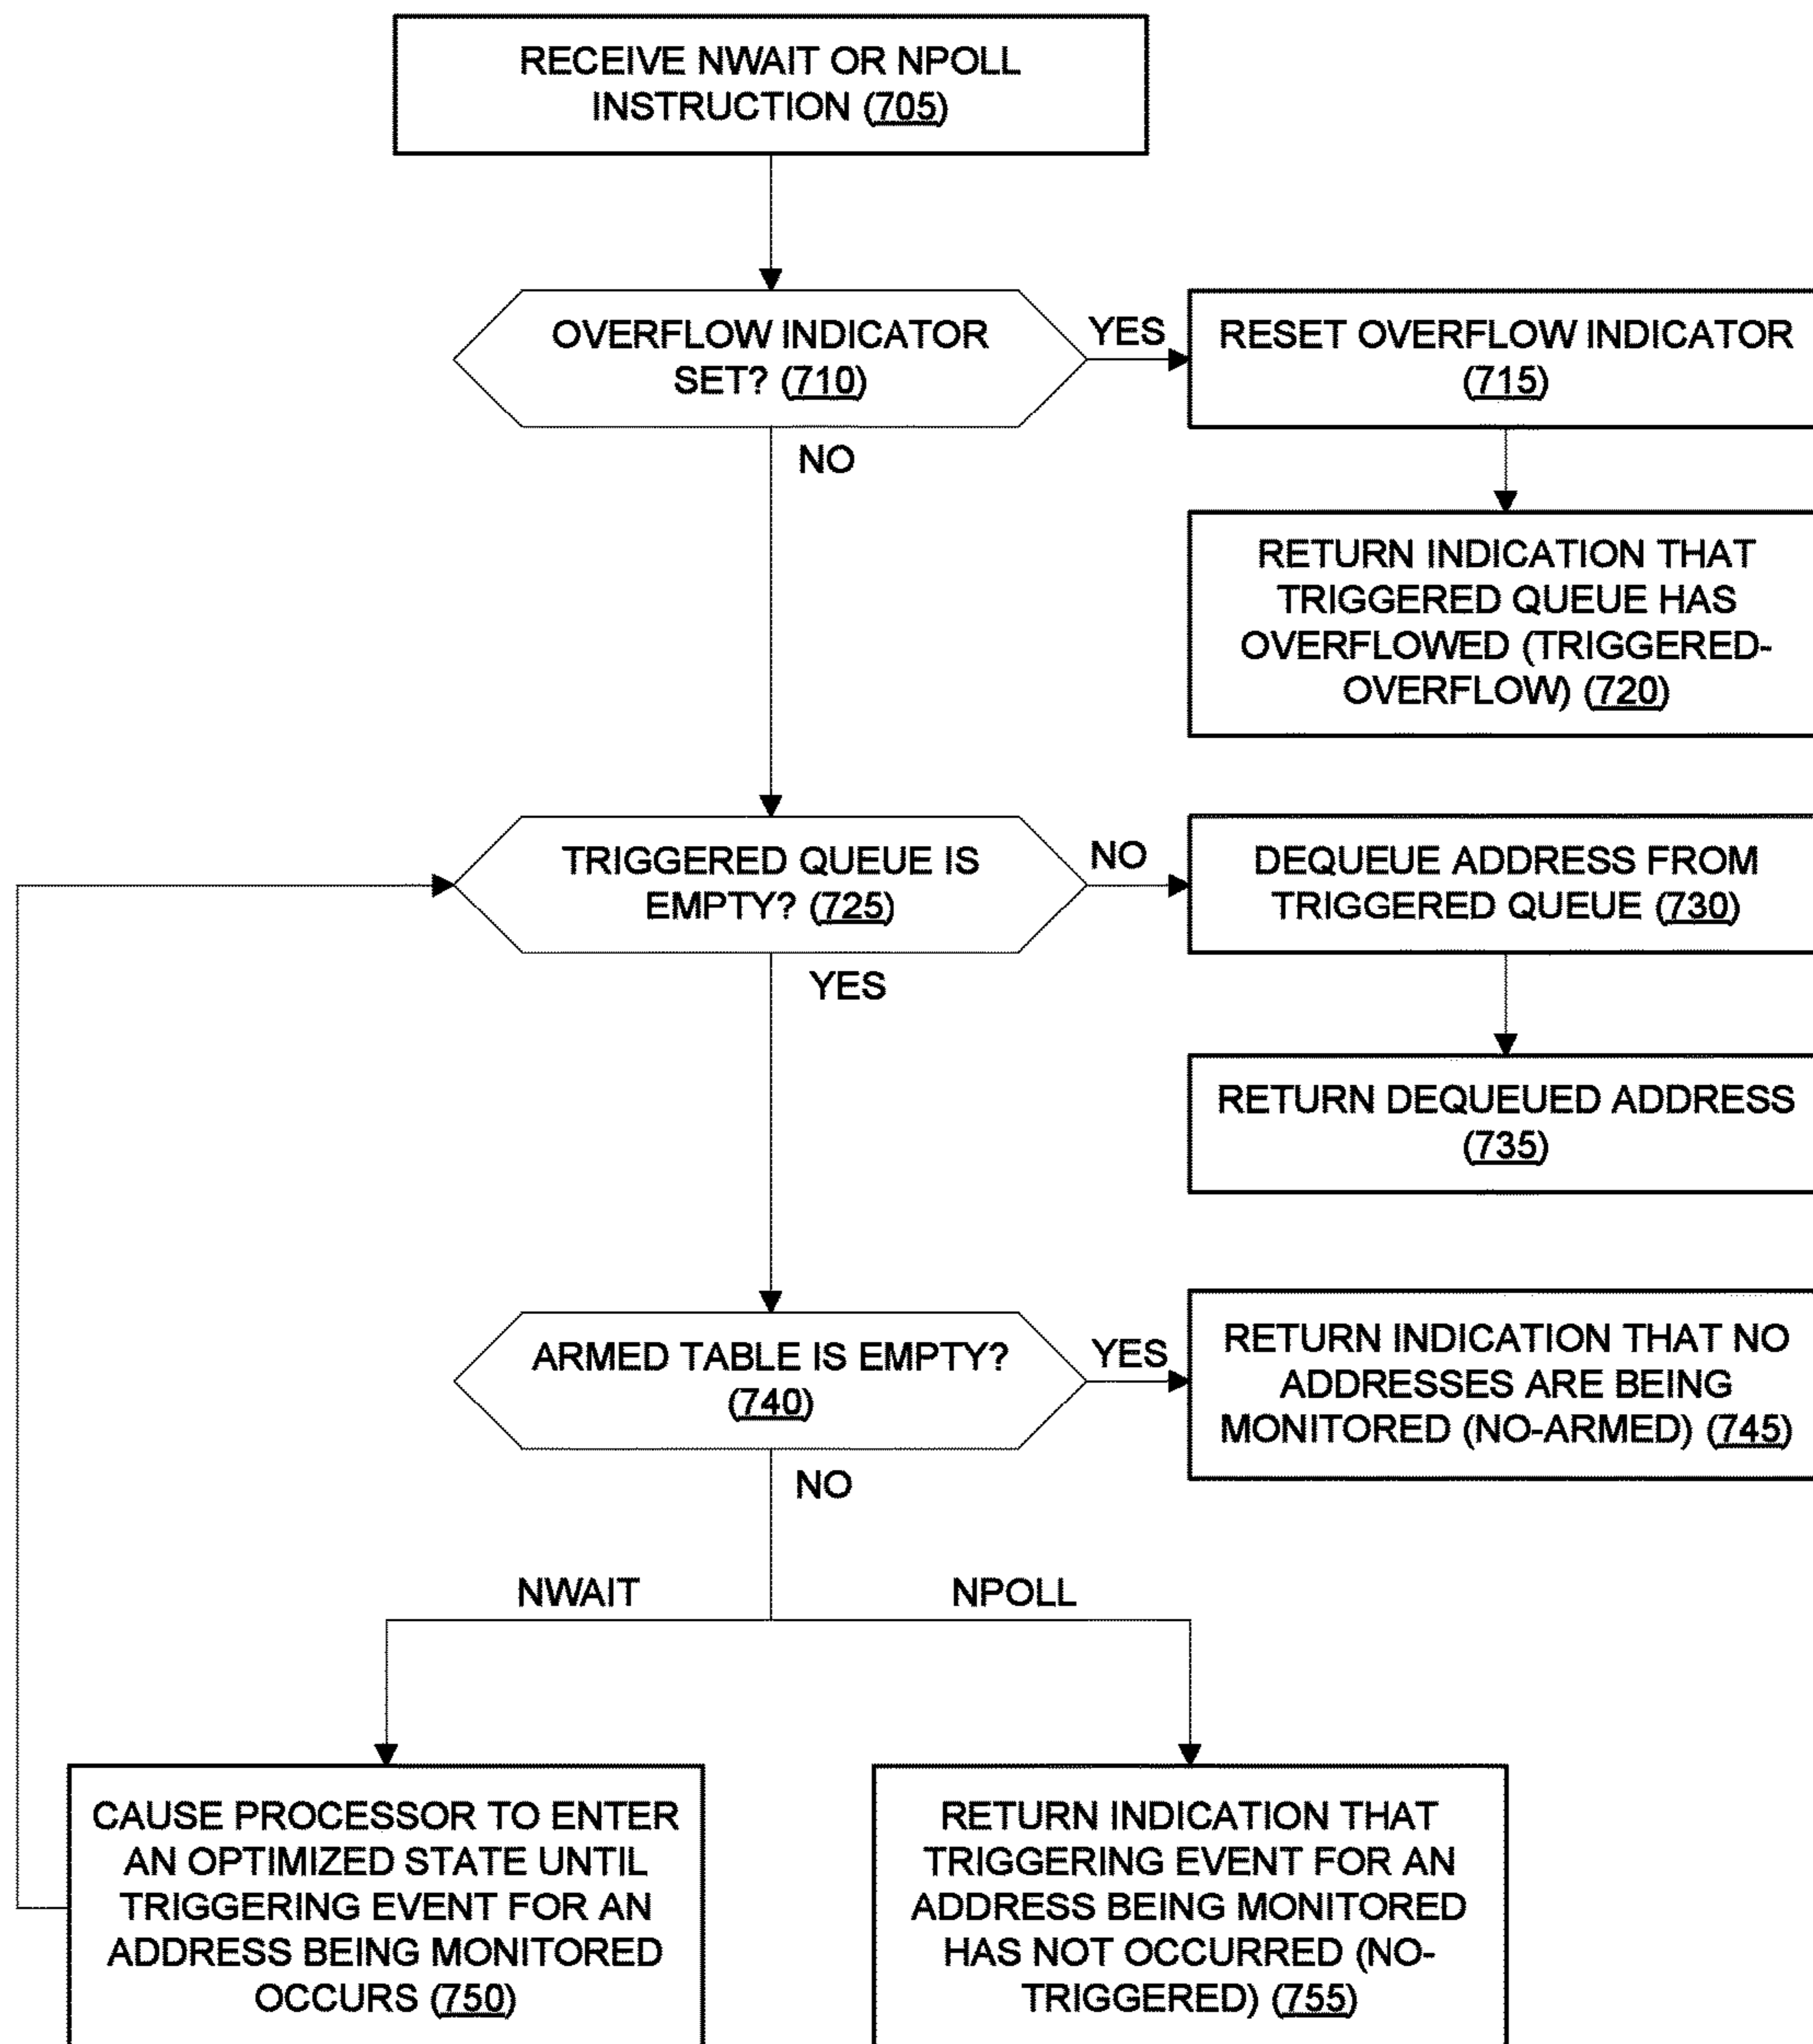 RECEIVE NWAIT OR NPOLL
INSTRUCTION (705)
OVERFLOW INDICATOR
SET? (710)
YES
RESET OVERFLOW INDICATOR
(715)
NO
RETURN INDICATION THAT
TRIGGERED QUEUE HAS
OVERFLOWED (TRIGGERED-
OVERFLOW) (720)
TRIGGERED QUEUE IS
EMPTY? (725)
NO
DEQUEUE ADDRESS FROM
TRIGGERED QUEUE (730)
YES
RETURN DEQUEUED ADDRESS
(735)
ARMED TABLE IS EMPTY?
(740)
YES
RETURN INDICATION THAT NO
ADDRESSES ARE BEING
MONITORED (NO-ARMED) (745)
NO
NWAIT
NPOLL
CAUSE PROCESSOR TO ENTER
AN OPTIMIZED STATE UNTIL
TRIGGERING EVENT FOR AN
ADDRESS BEING MONITORED
OCCURS (750)
RETURN INDICATION THAT
TRIGGERING EVENT FOR AN
ADDRESS BEING MONITORED
HAS NOT OCCURRED (NO-
TRIGGERED) (755)